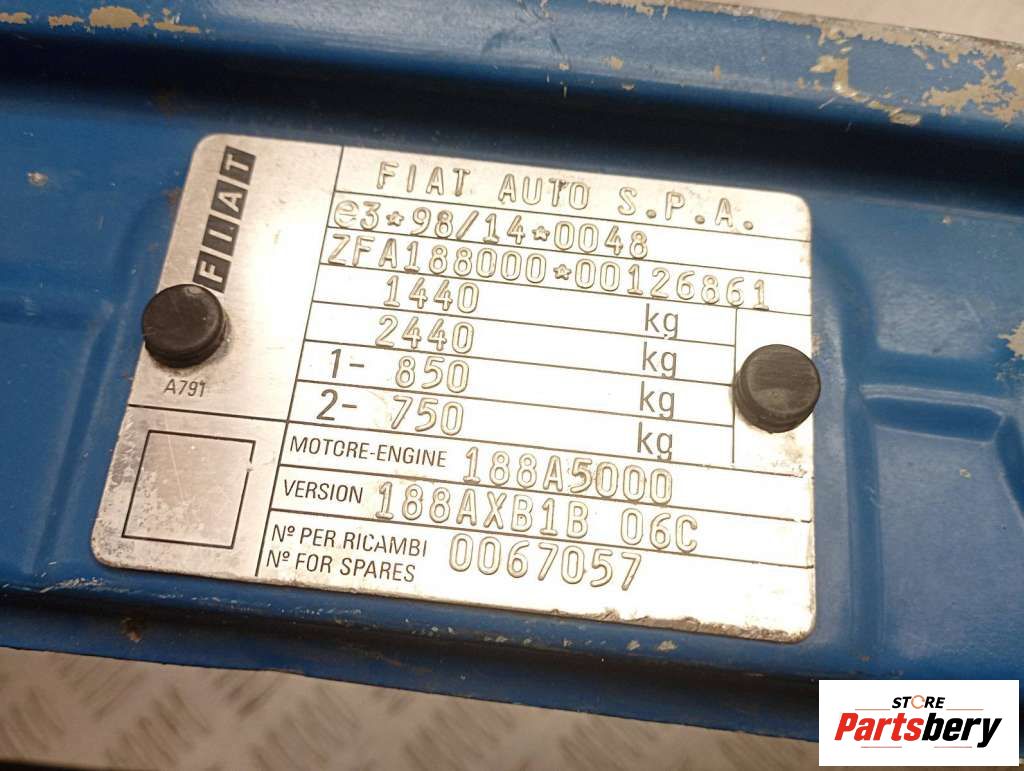 FIAT
FIAT AUTO S.P.A.
e3*98/14*0048
ZFA188000*00126861
1440 kg
2440 kg
1- 850 kg
2- 750 kg
A791
MOTORE-ENGINE 188A5000
VERSION 188AXB1B 06C
Nº PER RICAMBI
Nº FOR SPARES 0067057
STORE
Partsbery